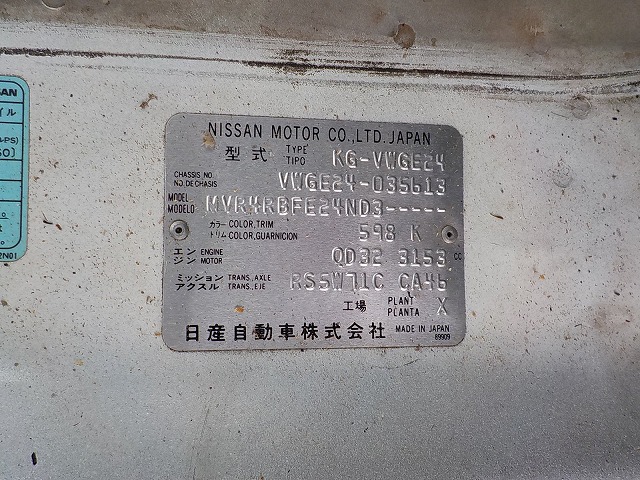 NISSAN MOTOR CO., LTD. JAPAN
型式 TYPE TIPO KG-VWGE24
CHASSIS NO. NO. DE CHASIS VWGE24-035613
MODEL MODELO MVR4RBFE24ND3-----
カラー トリム COLOR, TRIM COLOR, GUARNICION 598 K
エンジン ENGINE MOTOR QD32 3153 CC
ミッション アクスル TRANS., AXLE TRANS., EJE RS5W71C CA46
工場 PLANT PLANTA X
日産自動車株式会社 MADE IN JAPAN
89909